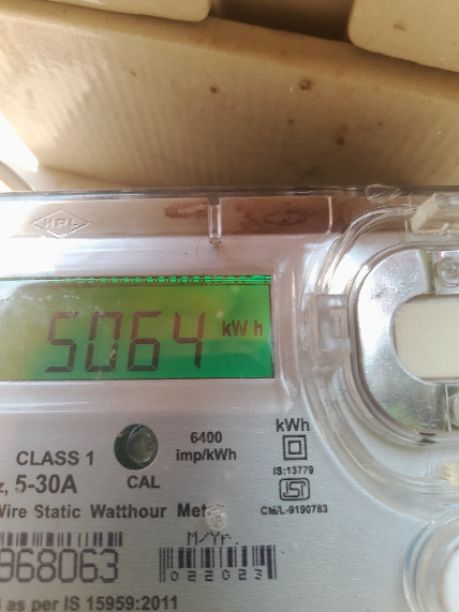 HPL
5064 kWh
CLASS 1
CAL
6400
imp/kWh
kWh
IS:13779
CM/L-9190783
z, 5-30A
Wire Static Watthour Meter
968063
M/Yr.
022023
as per IS 15959:2011